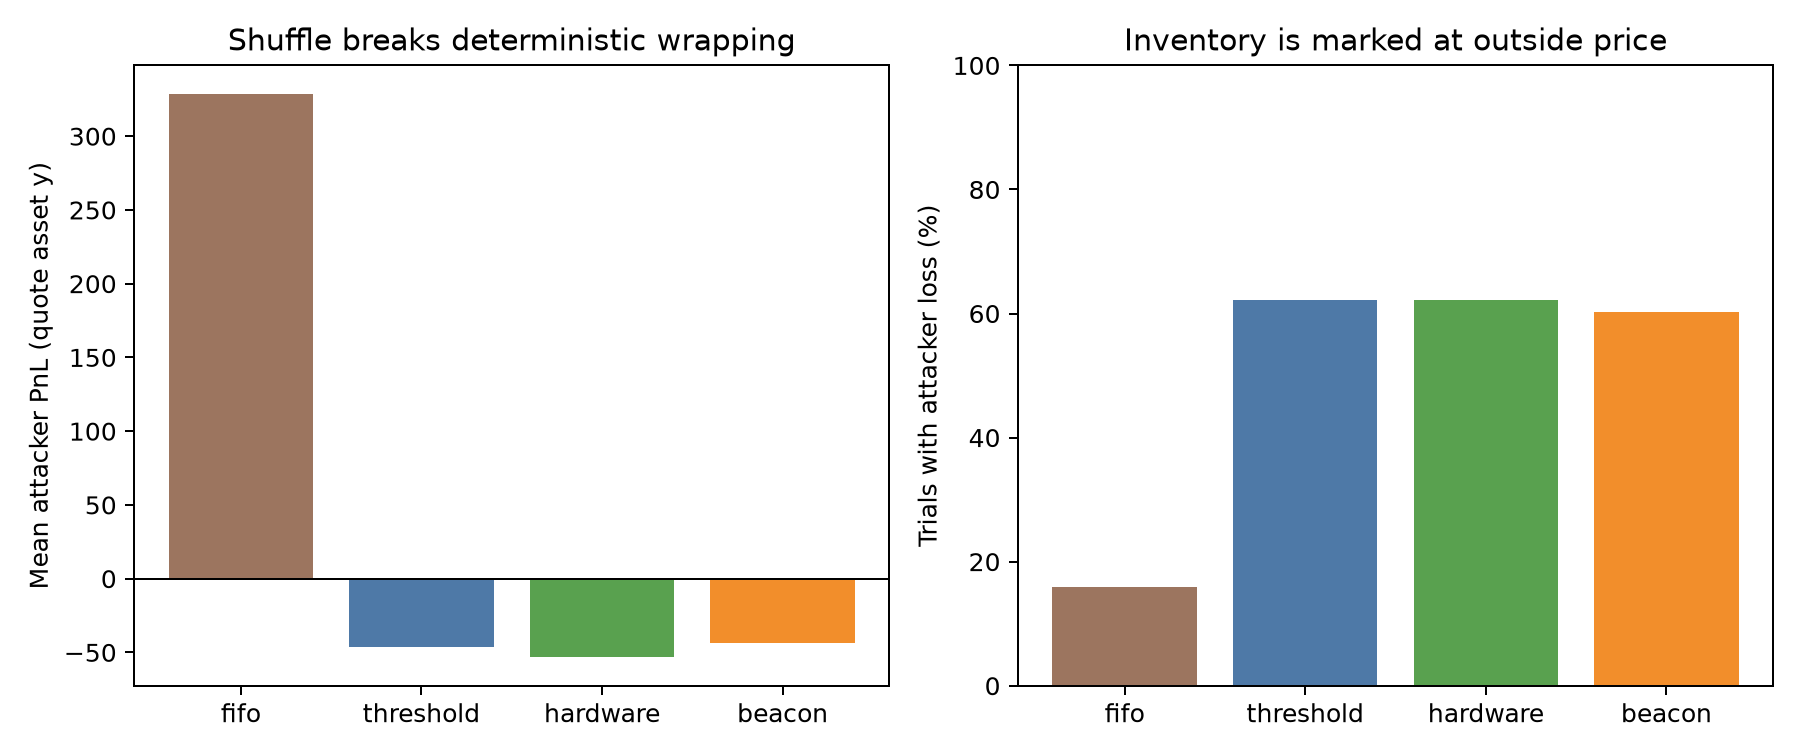 Shuffle breaks deterministic wrapping
Mean attacker PnL (quote asset y)
300
250
200
150
100
50
0
−50
fifo
threshold
hardware
beacon
Inventory is marked at outside price
Trials with attacker loss (%)
100
80
60
40
20
0
fifo
threshold
hardware
beacon